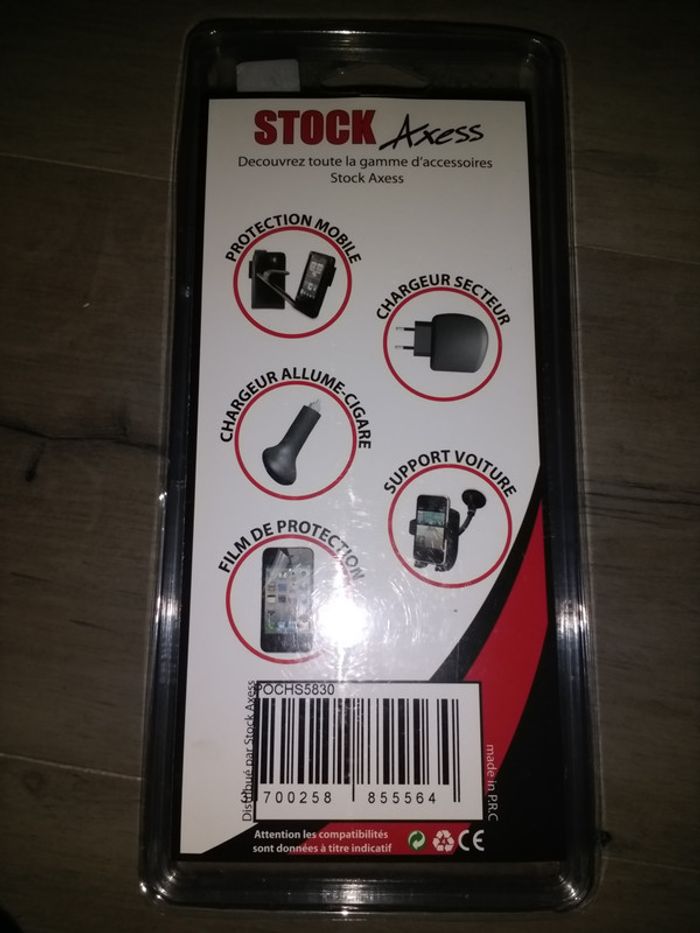 STOCK Axess
Decouvrez toute la gamme d'accessoires
Stock Axess
PROTECTION MOBILE
CHARGEUR SECTEUR
CHARGEUR ALLUME-CIGARE
SUPPORT VOITURE
FILM DE PROTECTION
POCHS5830
Distribué par Stock Axess
made in P.R.C
3 700258 855564
Attention les compatibilités
sont données à titre indicatif
CE